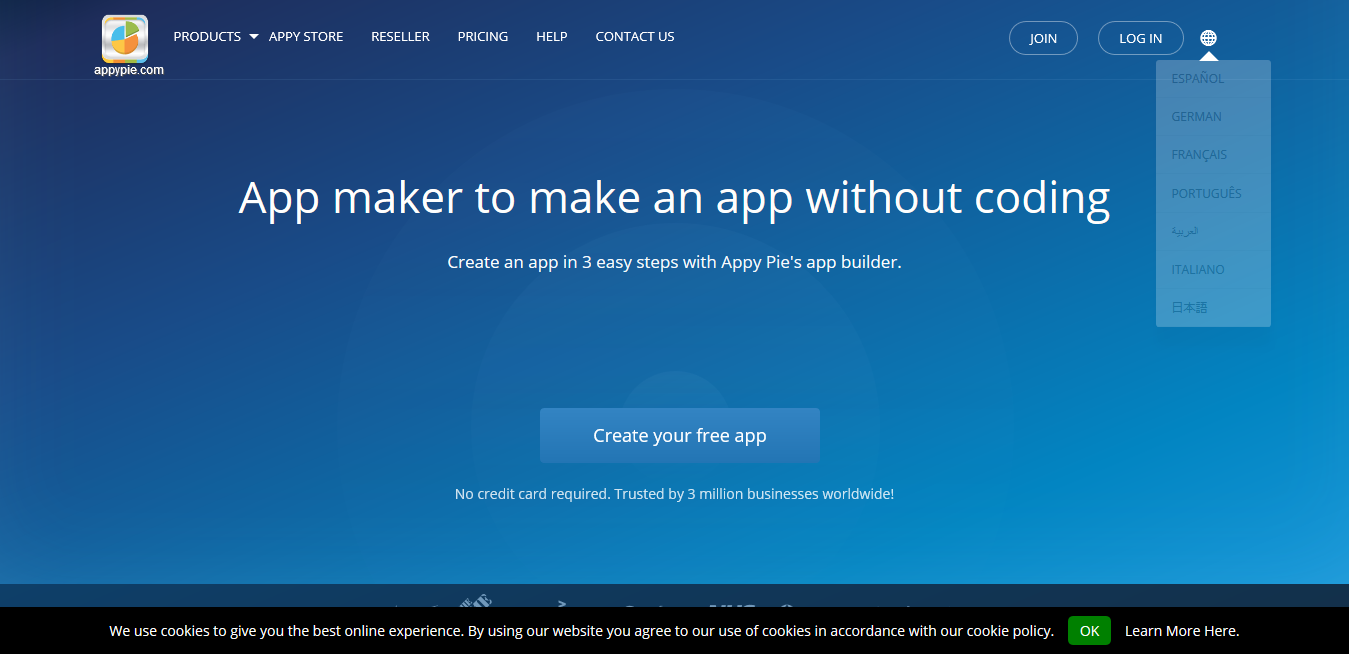 appypie.com
PRODUCTS
APPY STORE
RESELLER
PRICING
HELP
CONTACT US
JOIN
LOG IN
ESPAÑOL
GERMAN
FRANÇAIS
PORTUGUÊS
العربية
ITALIANO
日本語
App maker to make an app without coding
Create an app in 3 easy steps with Appy Pie's app builder.
Create your free app
No credit card required. Trusted by 3 million businesses worldwide!
We use cookies to give you the best online experience. By using our website you agree to our use of cookies in accordance with our cookie policy.
OK
Learn More Here.